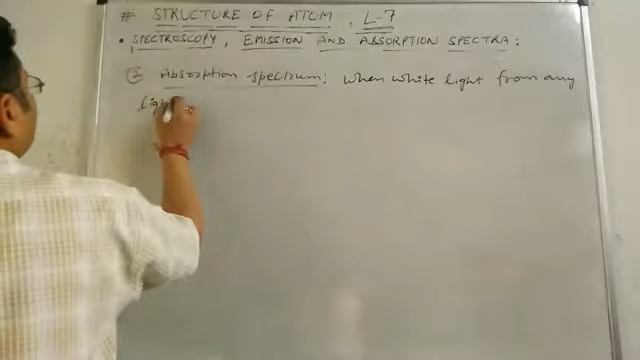 # STRUCTURE OF ATOM, L-7
• SPECTROSCOPY, EMISSION AND ABSORPTION SPECTRA:
② Absorption spectrum: When white light from any